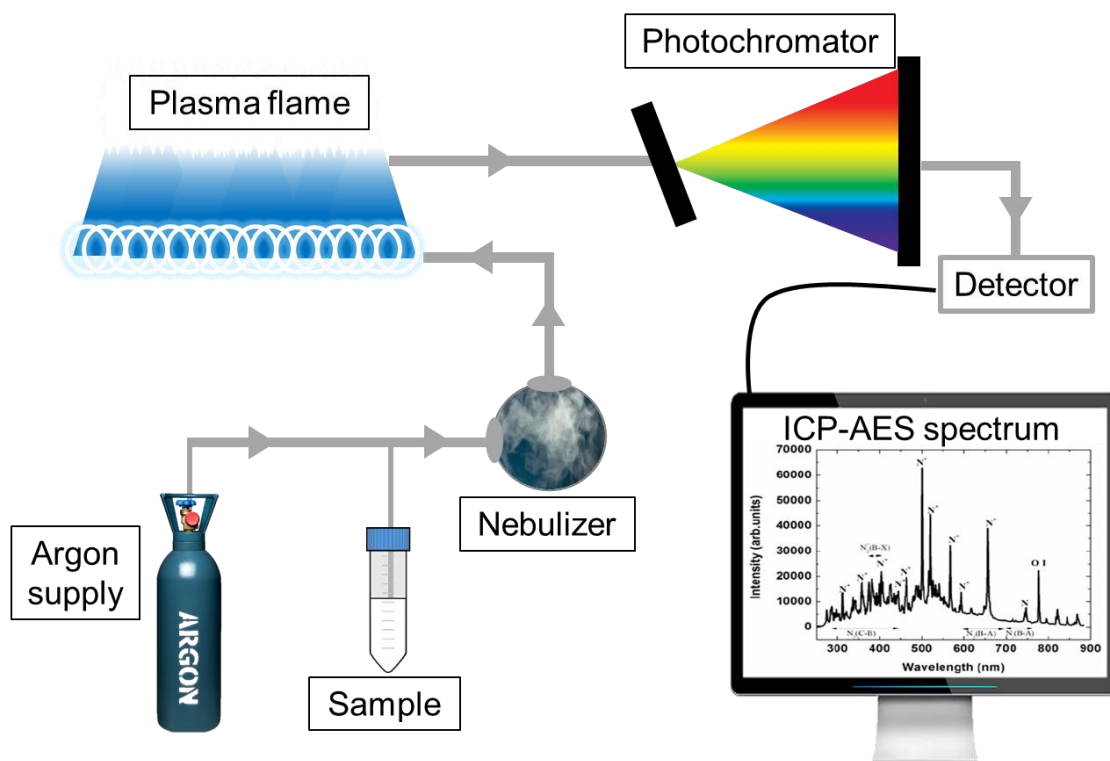 Photochromator
Plasma flame
Detector
ICP-AES spectrum
70000
60000
50000
40000
30000
20000
10000
0
Intensity (arb.units)
N⁺
N⁺
N⁺
N⁺
N⁺
N⁺
N⁺
N⁺
N⁺
N
O I
300 400 500 600 700 800 900
Wavelength (nm)
Nebulizer
Argon
supply
ARGON
Sample